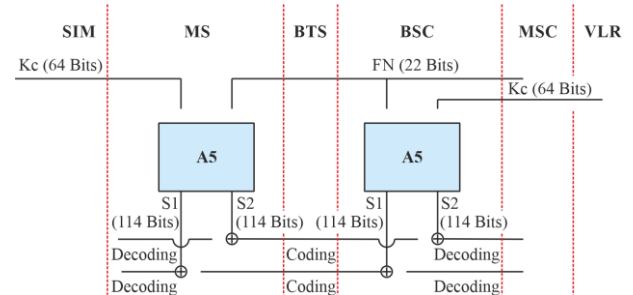 SIM MS BTS BSC MSC VLR
Kc (64 Bits) FN (22 Bits)
Kc (64 Bits)
A5 A5
S1 S2 S1 S2
(114 Bits) (114 Bits) (114 Bits) (114 Bits)
Decoding Coding Decoding
Decoding Coding Decoding